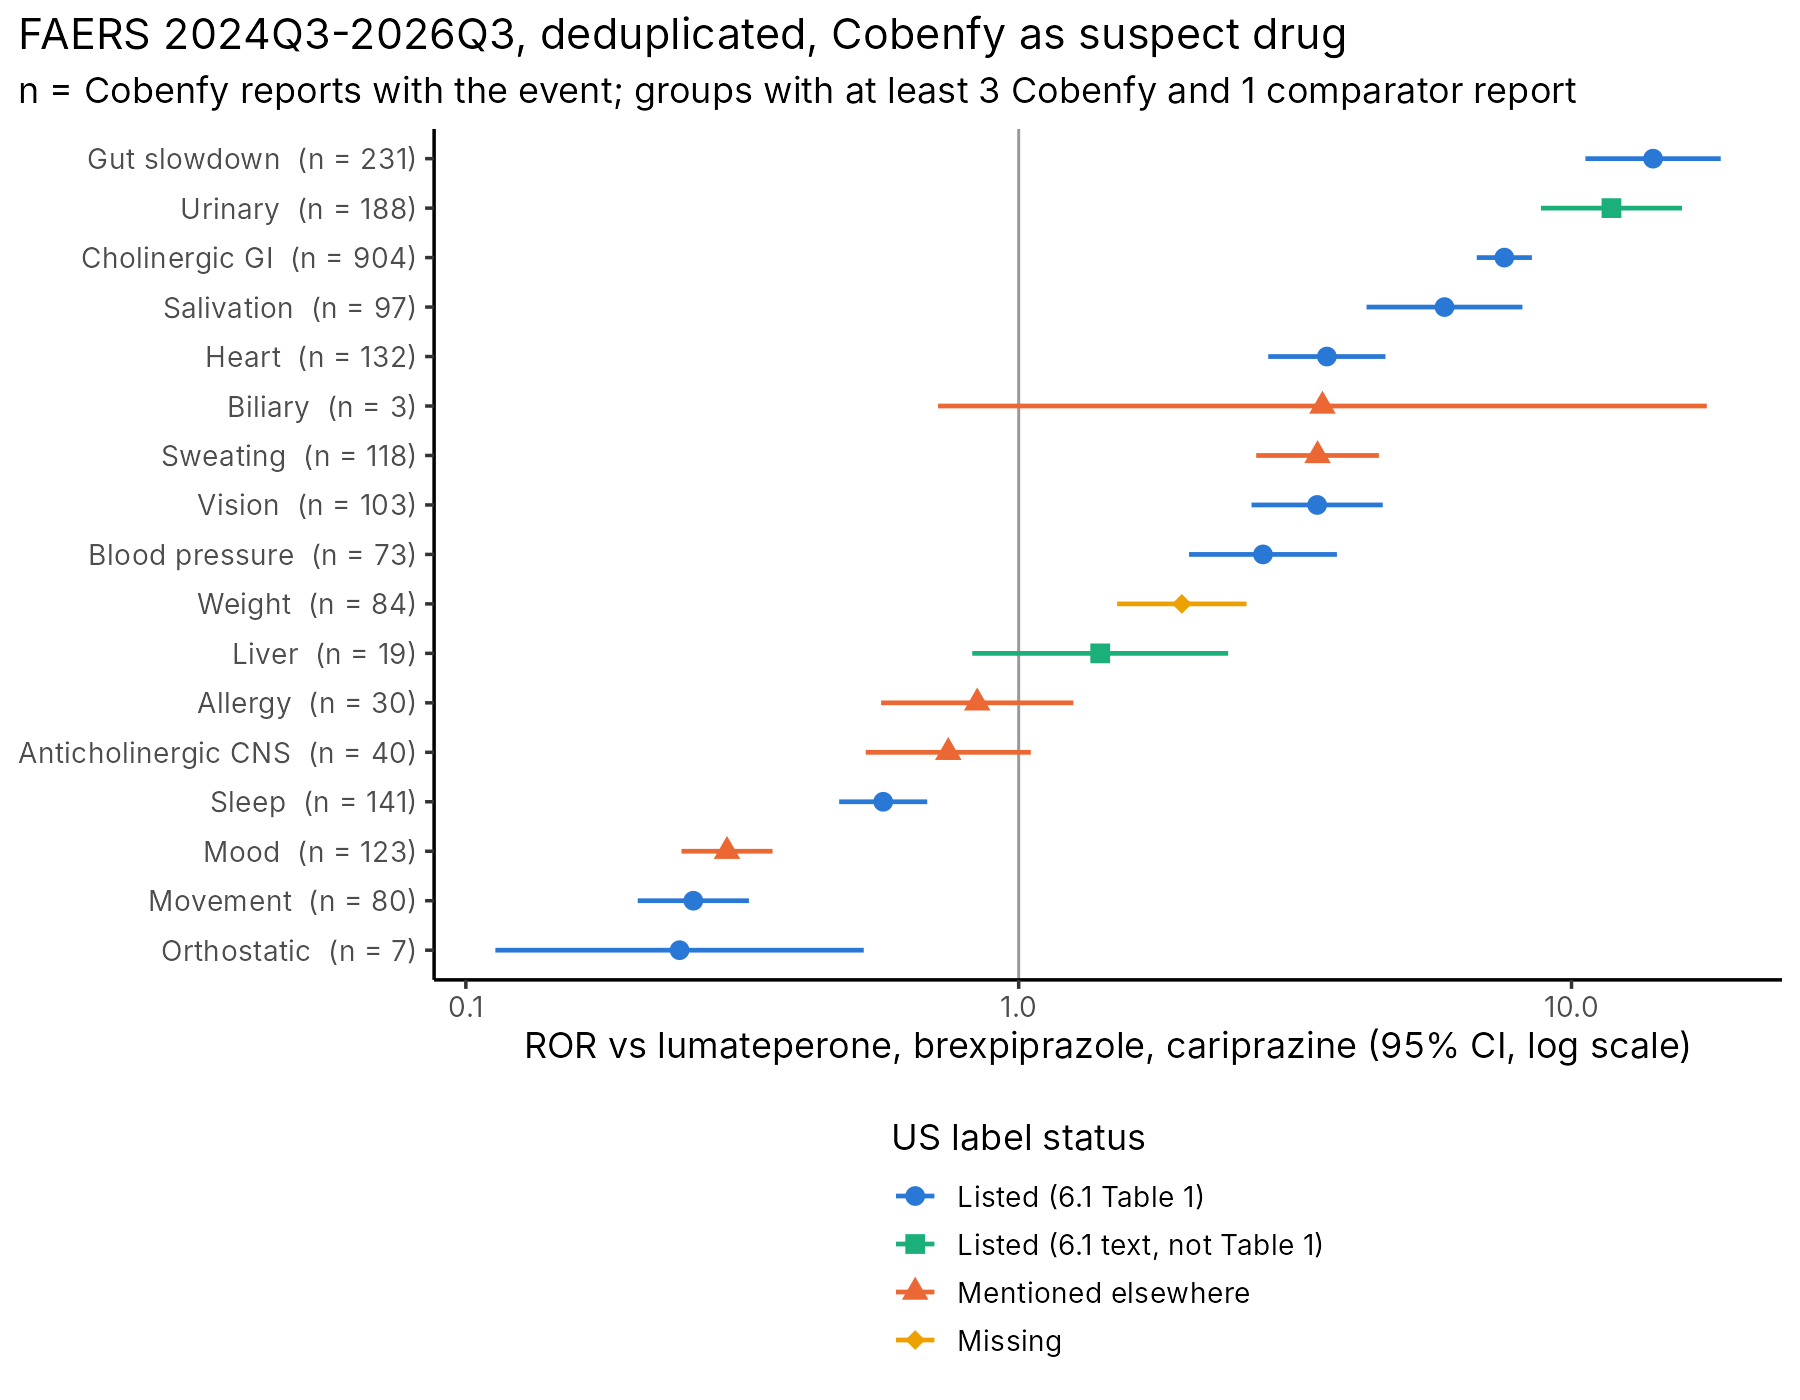 FAERS 2024Q3-2026Q3, deduplicated, Cobenfy as suspect drug
n = Cobenfy reports with the event; groups with at least 3 Cobenfy and 1 comparator report
Gut slowdown (n = 231)
Urinary (n = 188)
Cholinergic GI (n = 904)
Salivation (n = 97)
Heart (n = 132)
Biliary (n = 3)
Sweating (n = 118)
Vision (n = 103)
Blood pressure (n = 73)
Weight (n = 84)
Liver (n = 19)
Allergy (n = 30)
Anticholinergic CNS (n = 40)
Sleep (n = 141)
Mood (n = 123)
Movement (n = 80)
Orthostatic (n = 7)
0.1 1.0 10.0
ROR vs lumateperone, brexpiprazole, cariprazine (95% CI, log scale)
US label status
Listed (6.1 Table 1)
Listed (6.1 text, not Table 1)
Mentioned elsewhere
Missing